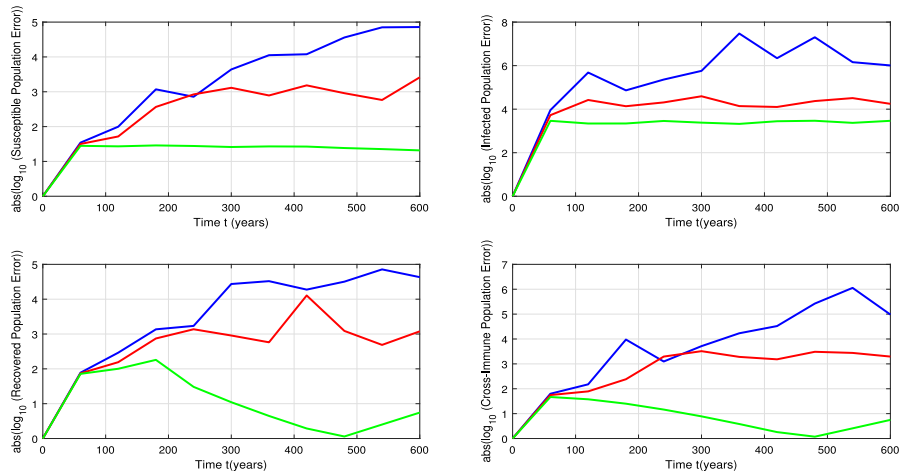 abs(log10 (Susceptible Population Error))
5
4
3
2
1
0
0 100 200 300 400 500 600
Time t (years)
abs(log10 (Infected Population Error))
6
4
2
0
0 100 200 300 400 500 600
Time t (years)
abs(log10 (Recovered Population Error))
5
4
3
2
1
0
0 100 200 300 400 500 600
Time t(years)
abs(log10 (Cross-Immune Population Error))
7
6
5
4
3
2
1
0
0 100 200 300 400 500 600
Time t(years)